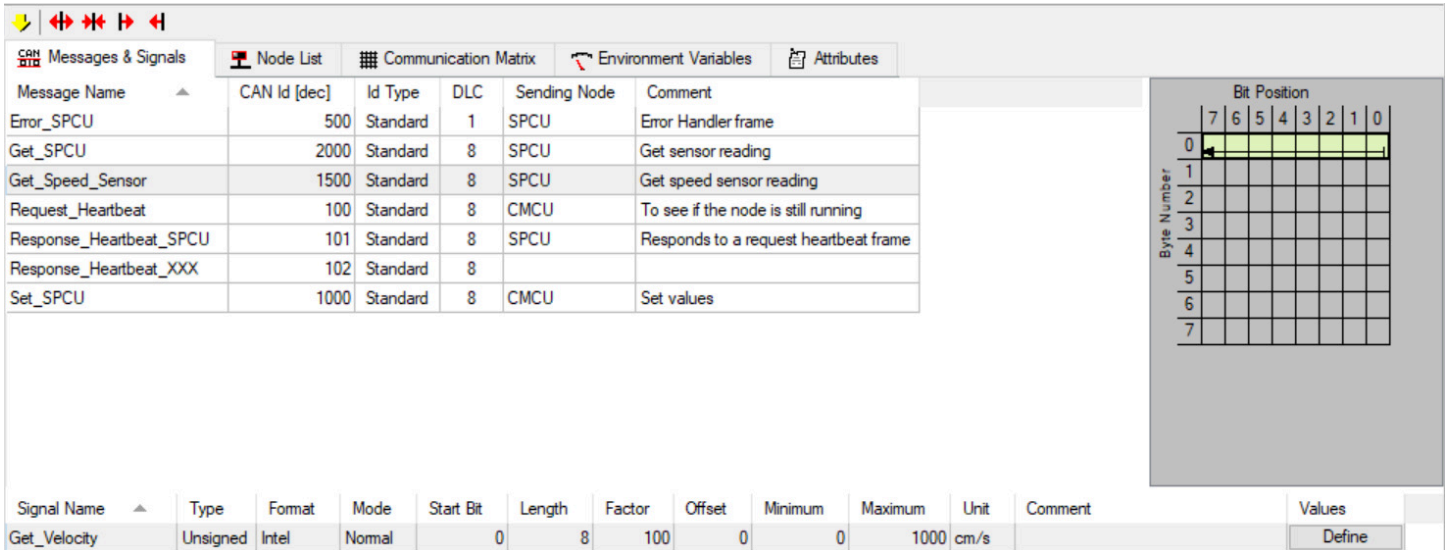 CAN Messages & Signals Node List Communication Matrix Environment Variables Attributes
Message Name CAN Id [dec] Id Type DLC Sending Node Comment
Error_SPCU 500 Standard 1 SPCU Error Handler frame
Get_SPCU 2000 Standard 8 SPCU Get sensor reading
Get_Speed_Sensor 1500 Standard 8 SPCU Get speed sensor reading
Request_Heartbeat 100 Standard 8 CMCU To see if the node is still running
Response_Heartbeat_SPCU 101 Standard 8 SPCU Responds to a request heartbeat frame
Response_Heartbeat_XXX 102 Standard 8
Set_SPCU 1000 Standard 8 CMCU Set values
Bit Position
7 6 5 4 3 2 1 0
Byte Number
0
1
2
3
4
5
6
7
Signal Name Type Format Mode Start Bit Length Factor Offset Minimum Maximum Unit Comment Values
Get_Velocity Unsigned Intel Normal 0 8 100 0 0 1000 cm/s Define